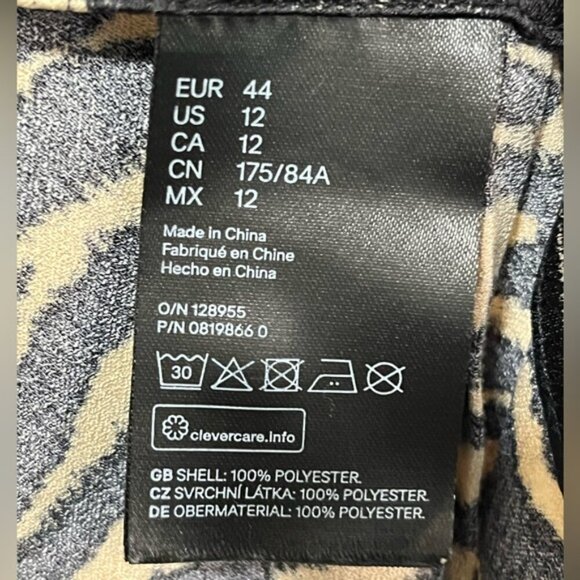 EUR 44
US 12
CA 12
CN 175/84A
MX 12
Made in China
Fabriqué en Chine
Hecho en China
O/N 128955
P/N 0819866 0
30
clevercare.info
GB SHELL: 100% POLYESTER.
CZ SVRCHNÍ LÁTKA: 100% POLYESTER.
DE OBERMATERIAL: 100% POLYESTER.